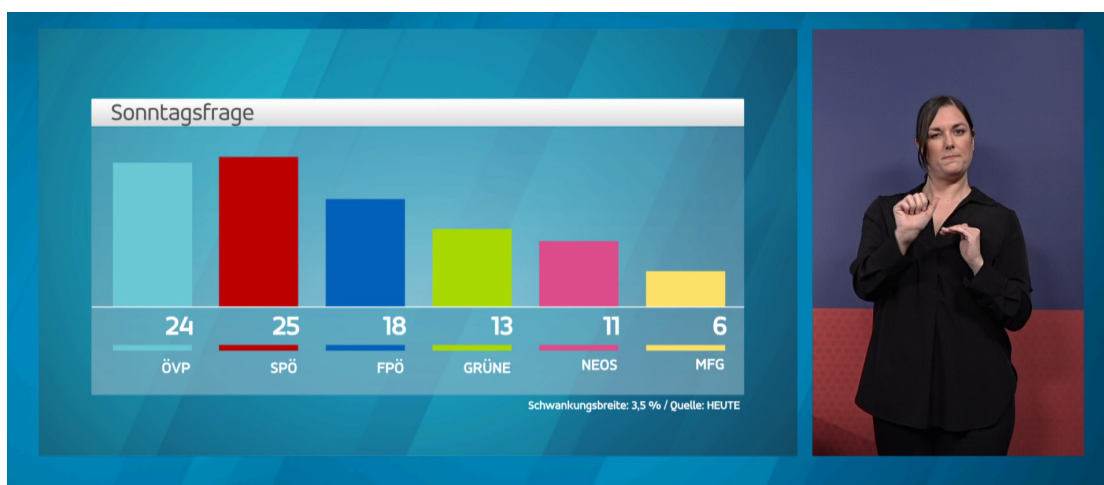 Sonntagsfrage
24 25 18 13 11 6
ÖVP SPÖ FPÖ GRÜNE NEOS MFG
Schwankungsbreite: 3,5 % / Quelle: HEUTE